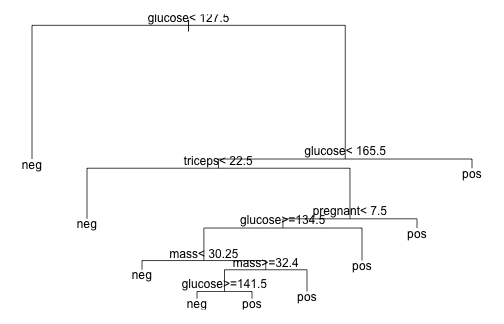 glucose< 127.5
glucose< 165.5
neg
triceps< 22.5
pos
pregnant< 7.5
glucose>=134.5
neg
pos
mass< 30.25
mass>=32.4
pos
neg
glucose>=141.5
pos
neg
pos